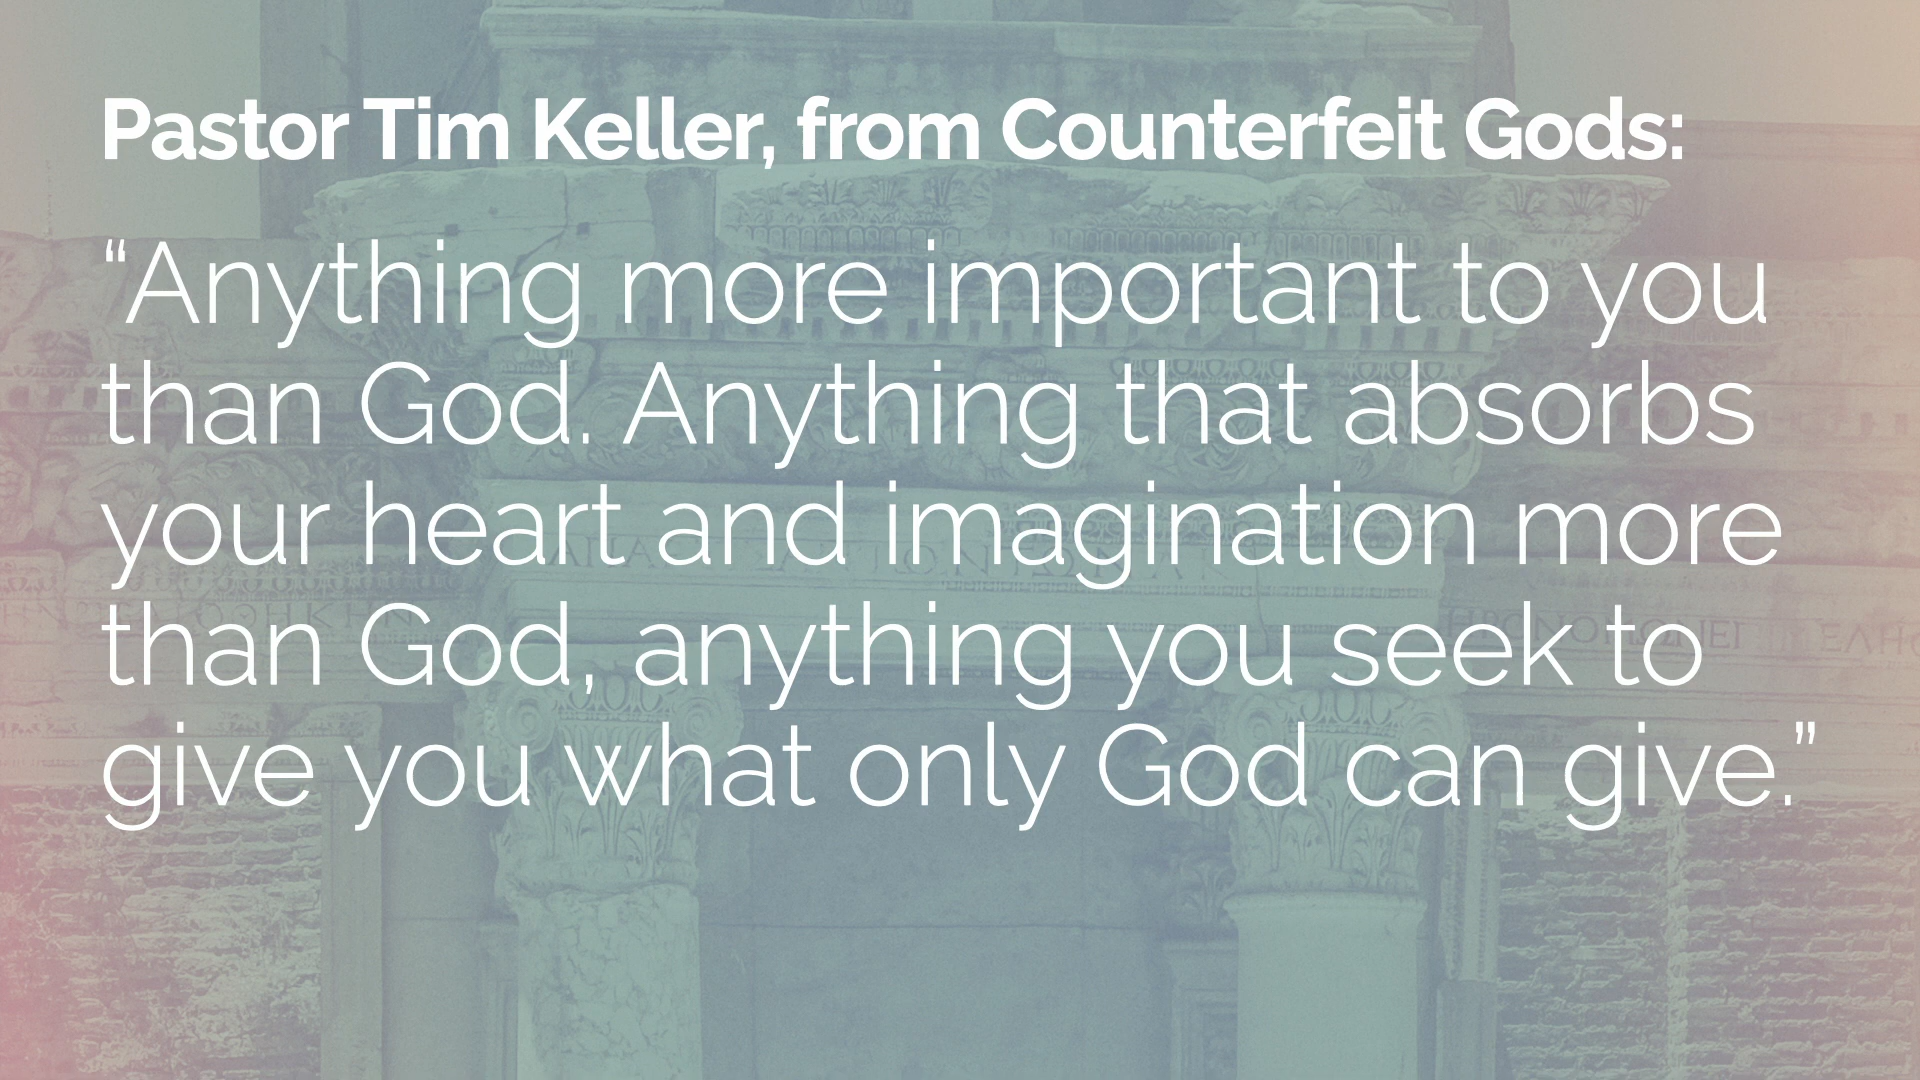 Pastor Tim Keller, from Counterfeit Gods:
“Anything more important to you
than God. Anything that absorbs
your heart and imagination more
than God, anything you seek to
give you what only God can give.”